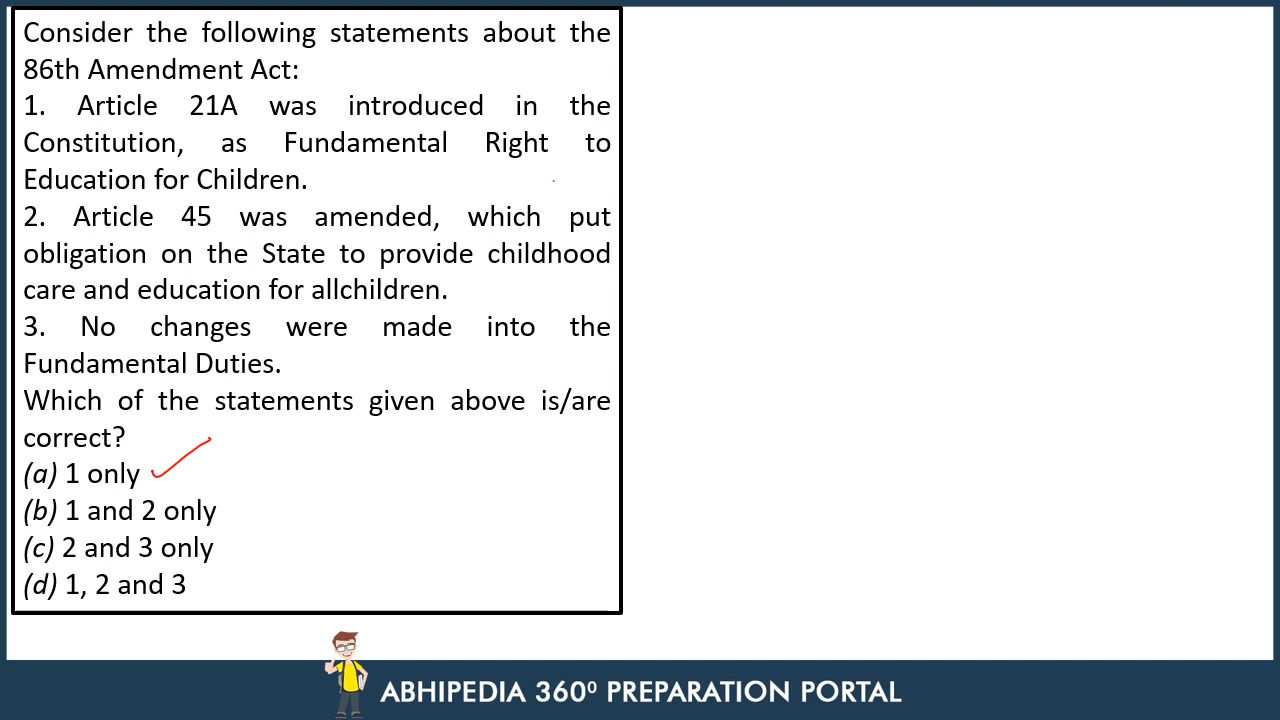 Consider the following statements about the
86th Amendment Act:
1. Article 21A was introduced in the
Constitution, as Fundamental Right to
Education for Children.
2. Article 45 was amended, which put
obligation on the State to provide childhood
care and education for allchildren.
3. No changes were made into the
Fundamental Duties.
Which of the statements given above is/are
correct?
(a) 1 only
(b) 1 and 2 only
(c) 2 and 3 only
(d) 1, 2 and 3
ABHIPEDIA 360⁰ PREPARATION PORTAL